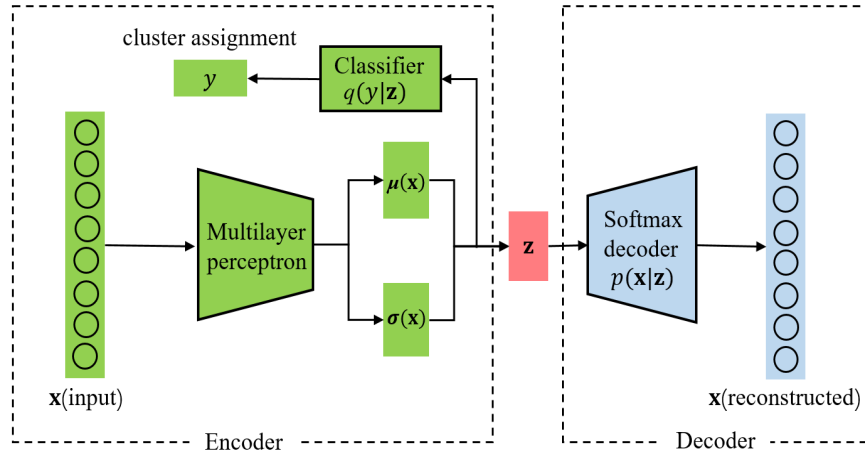 cluster assignment
y
Classifier
q(y|z)
Multilayer
perceptron
μ(x)
σ(x)
z
Softmax
decoder
p(x|z)
x(input)
x(reconstructed)
Encoder
Decoder